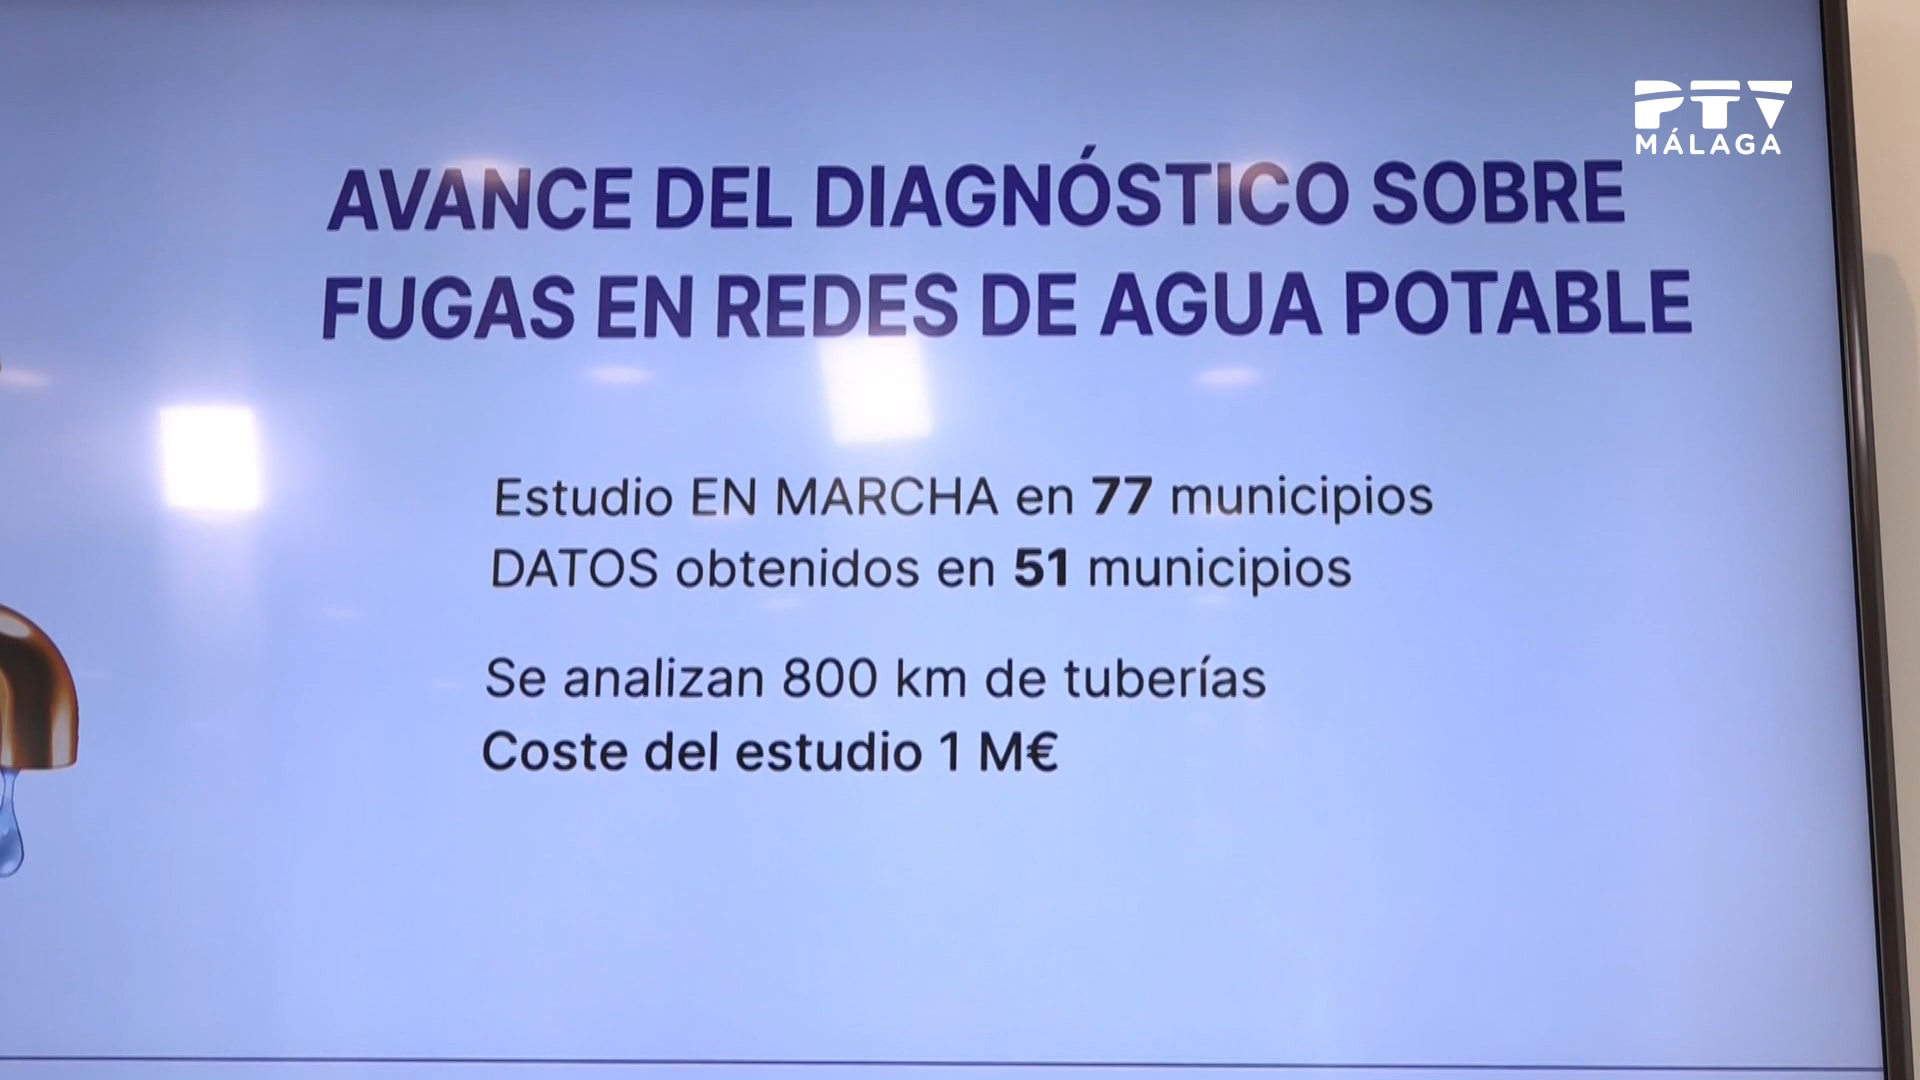 PTV
MÁLAGA
AVANCE DEL DIAGNÓSTICO SOBRE
FUGAS EN REDES DE AGUA POTABLE
Estudio EN MARCHA en 77 municipios
DATOS obtenidos en 51 municipios
Se analizan 800 km de tuberías
Coste del estudio 1 M€